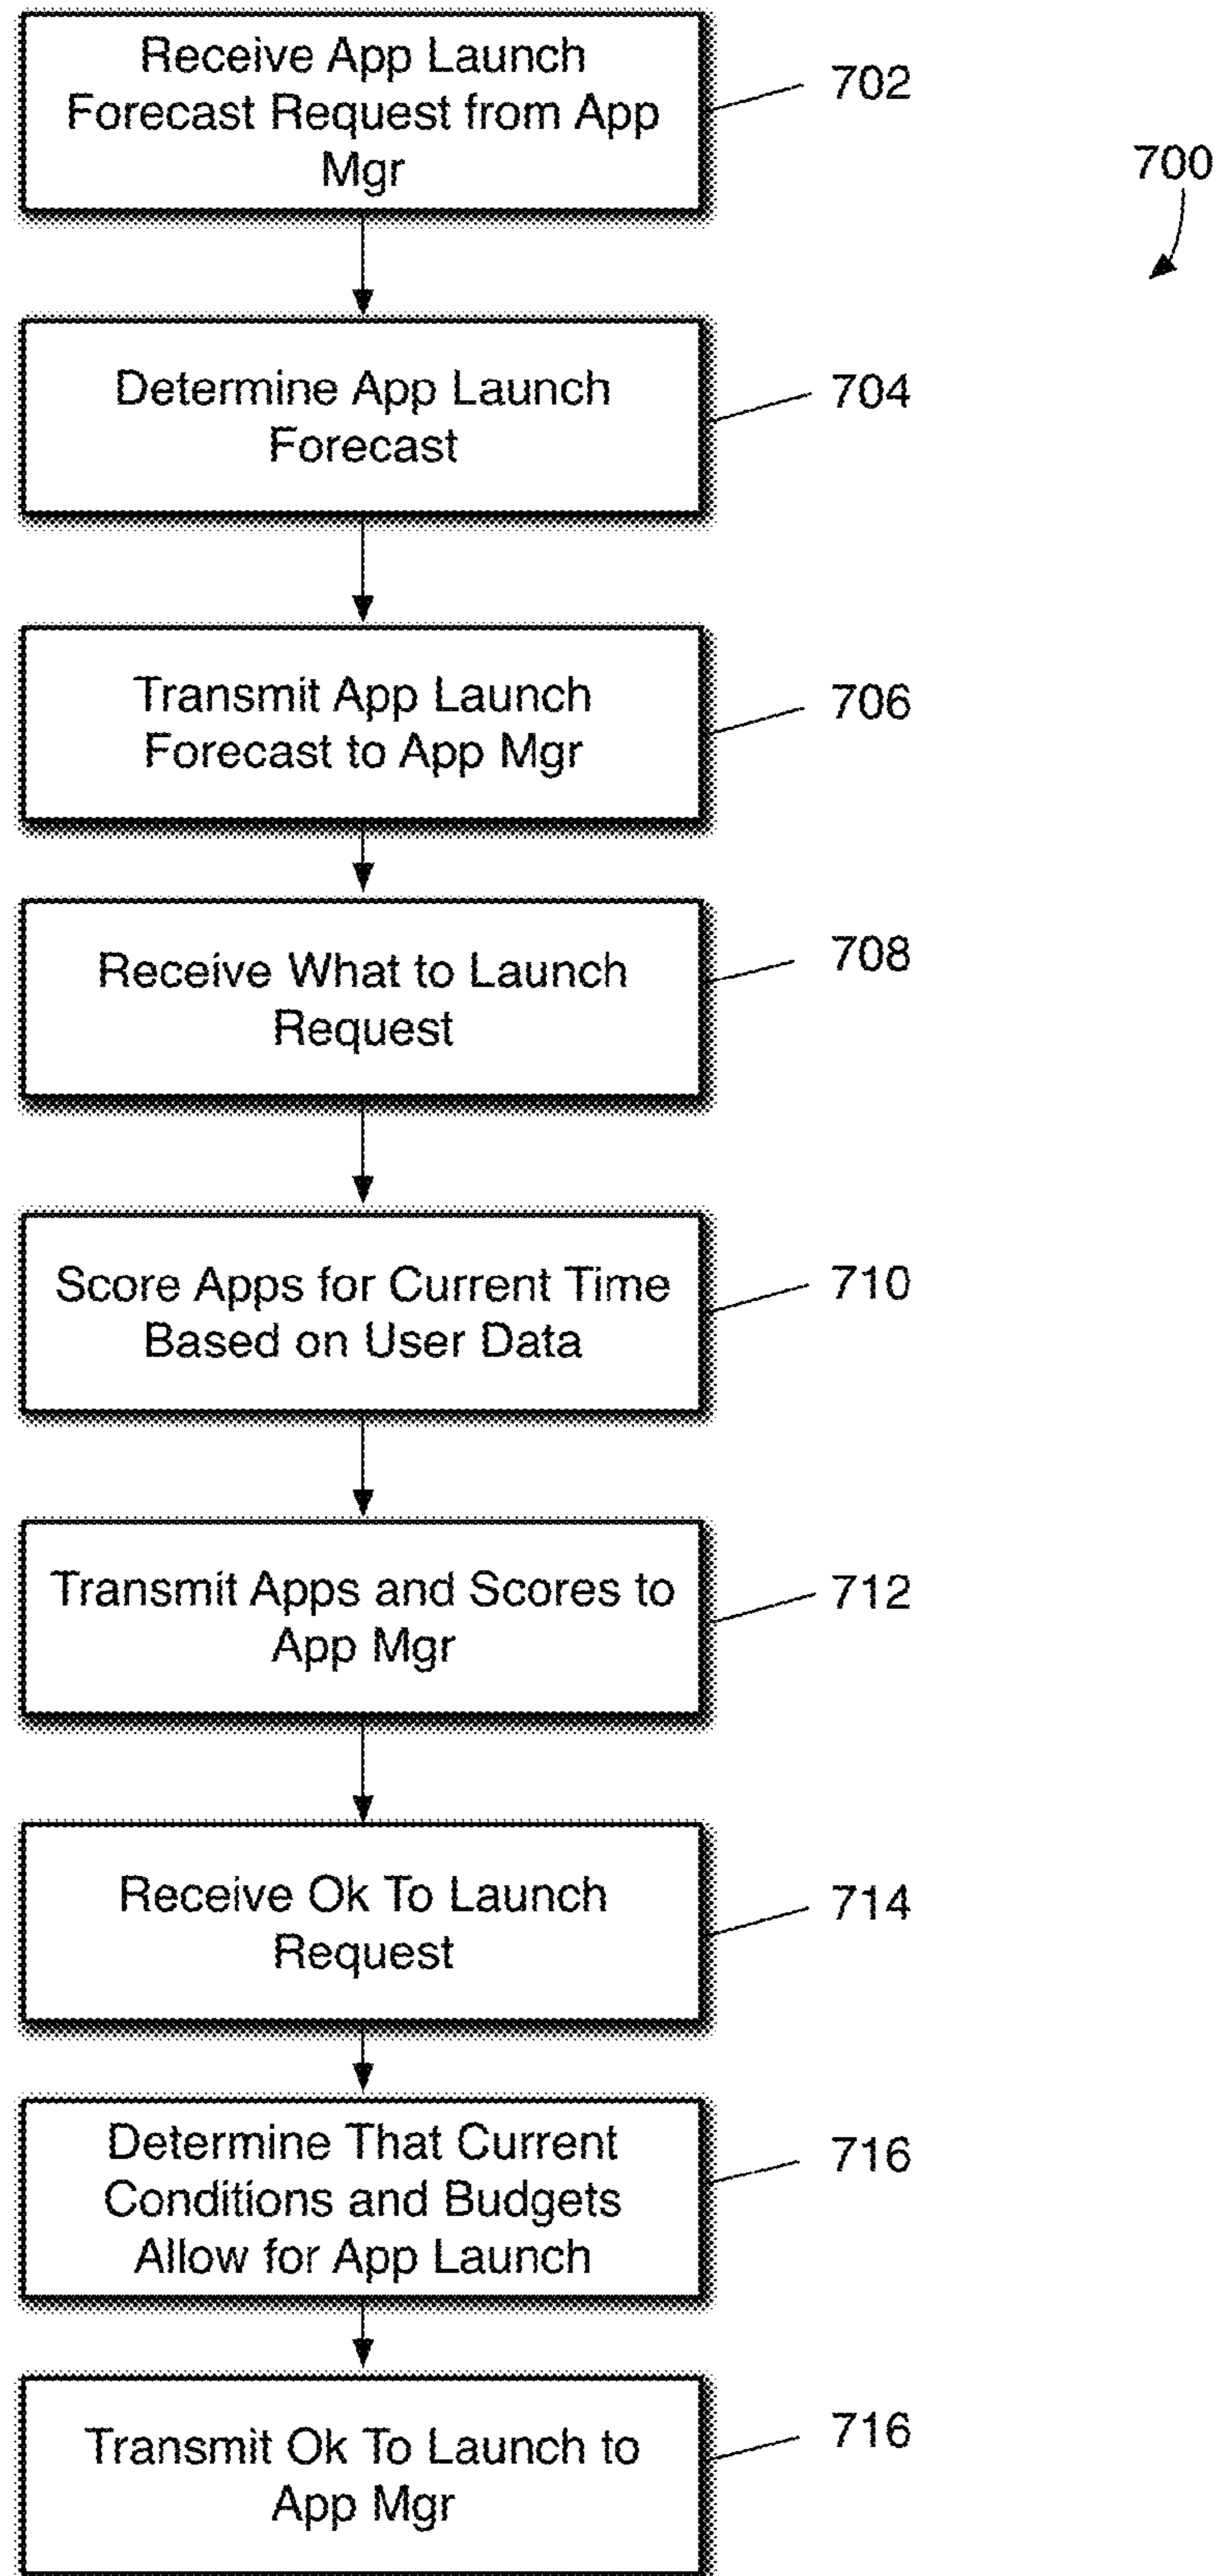 Receive App Launch
Forecast Request from App
Mgr
702
700
Determine App Launch
Forecast
704
Transmit App Launch
Forecast to App Mgr
706
Receive What to Launch
Request
708
Score Apps for Current Time
Based on User Data
710
Transmit Apps and Scores to
App Mgr
712
Receive Ok To Launch
Request
714
Determine That Current
Conditions and Budgets
Allow for App Launch
716
Transmit Ok To Launch to
App Mgr
716